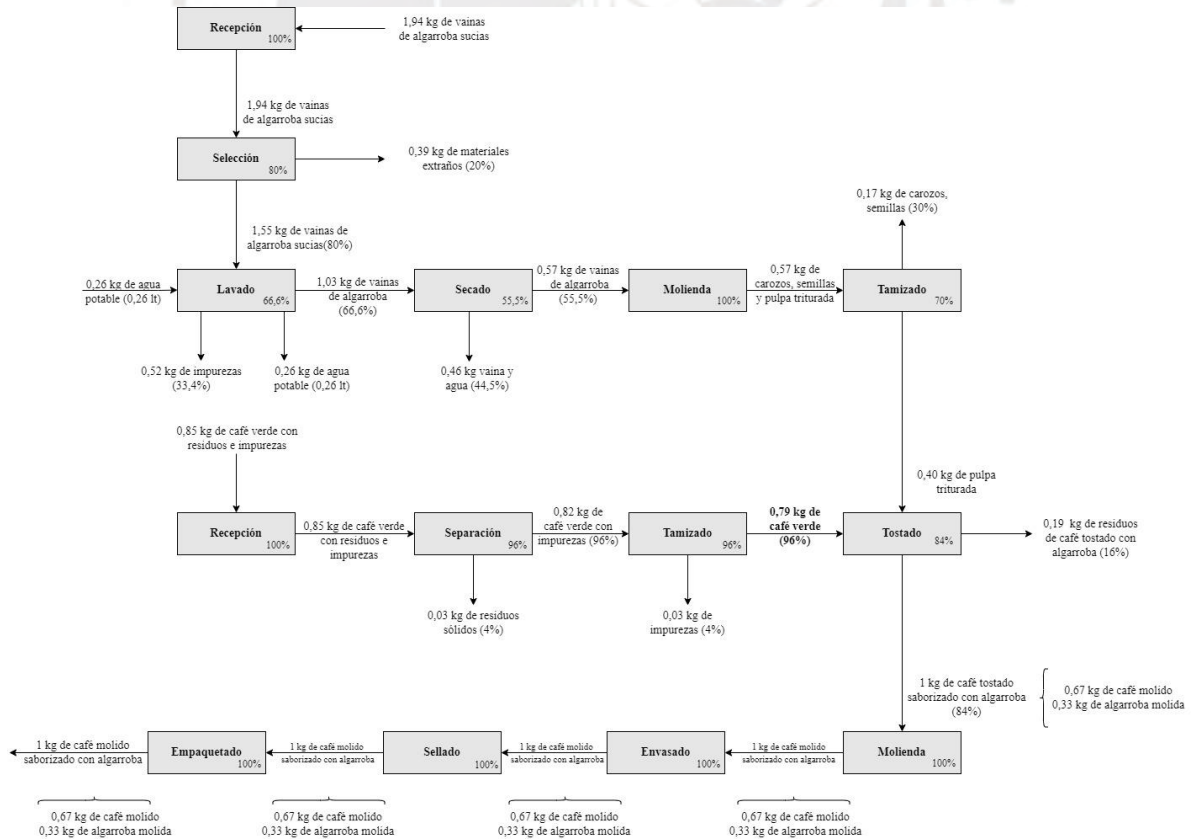 Recepción
100%
1,94 kg de vainas
de algarroba sucias
1,94 kg de vainas
de algarroba sucias
Selección
80%
0,39 kg de materiales
extraños (20%)
1,55 kg de vainas de
algarroba sucias(80%)
0,17 kg de carozos,
semillas (30%)
0,26 kg de agua
potable (0,26 lt)
Lavado
66,6%
1,03 kg de vainas
de algarroba
(66,6%)
Secado
55,5%
0,57 kg de vainas
de algarroba
(55,5%)
Molienda
100%
0,57 kg de
carozos, semillas
y pulpa triturada
Tamizado
70%
0,52 kg de impurezas
(33,4%)
0,26 kg de agua
potable (0,26 lt)
0,46 kg vaina y
agua (44,5%)
0,85 kg de café verde con
residuos e impurezas
0,40 kg de pulpa
triturada
Recepción
100%
0,85 kg de café verde
con residuos e
impurezas
Separación
96%
0,82 kg de
café verde con
impurezas (96%)
Tamizado
96%
0,79 kg de
café verde
(96%)
Tostado
84%
0,19 kg de residuos
de café tostado con
algarroba (16%)
0,03 kg de residuos
sólidos (4%)
0,03 kg de
impurezas (4%)
1 kg de café tostado
saborizado con algarroba
(84%)
0,67 kg de café molido
0,33 kg de algarroba molida
1 kg de café molido
saborizado con algarroba
Empaquetado
100%
1 kg de café molido
saborizado con algarroba
Sellado
100%
1 kg de café molido
saborizado con algarroba
Envasado
100%
1 kg de café molido
saborizado con algarroba
Molienda
100%
0,67 kg de café molido
0,33 kg de algarroba molida
0,67 kg de café molido
0,33 kg de algarroba molida
0,67 kg de café molido
0,33 kg de algarroba molida
0,67 kg de café molido
0,33 kg de algarroba molida